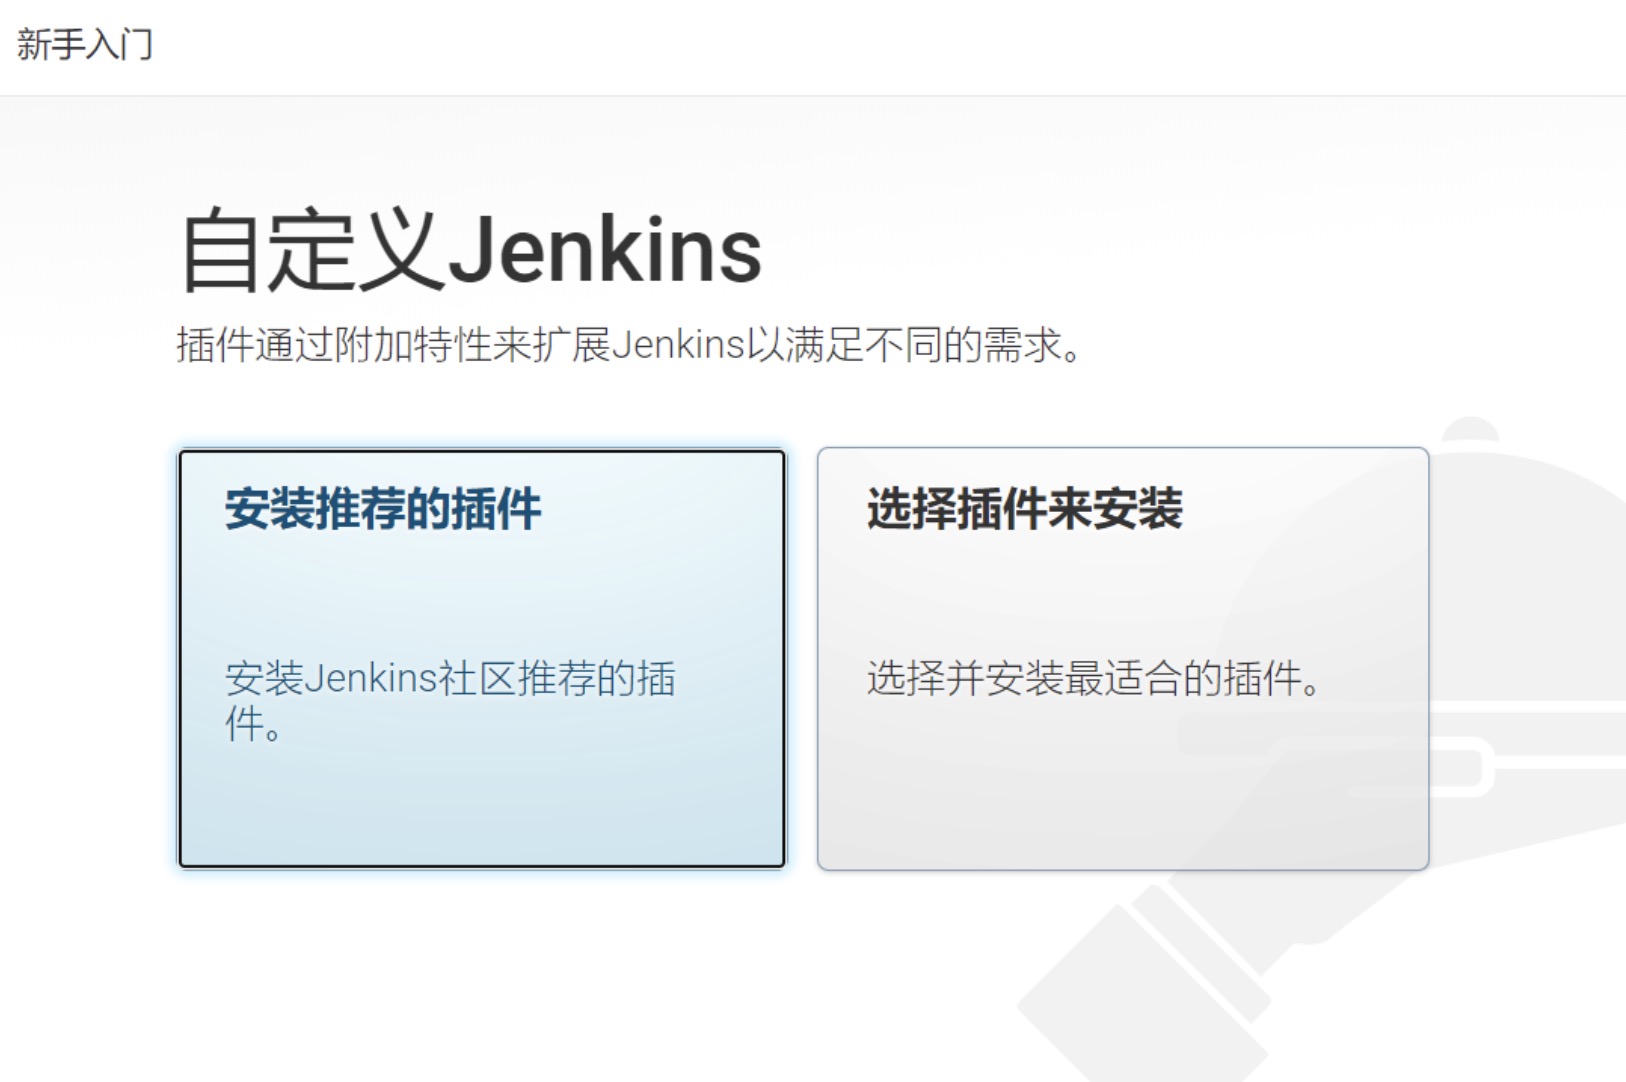 新手入门
自定义Jenkins
插件通过附加特性来扩展Jenkins以满足不同的需求。
安装推荐的插件
安装Jenkins社区推荐的插
件。
选择插件来安装
选择并安装最适合的插件。